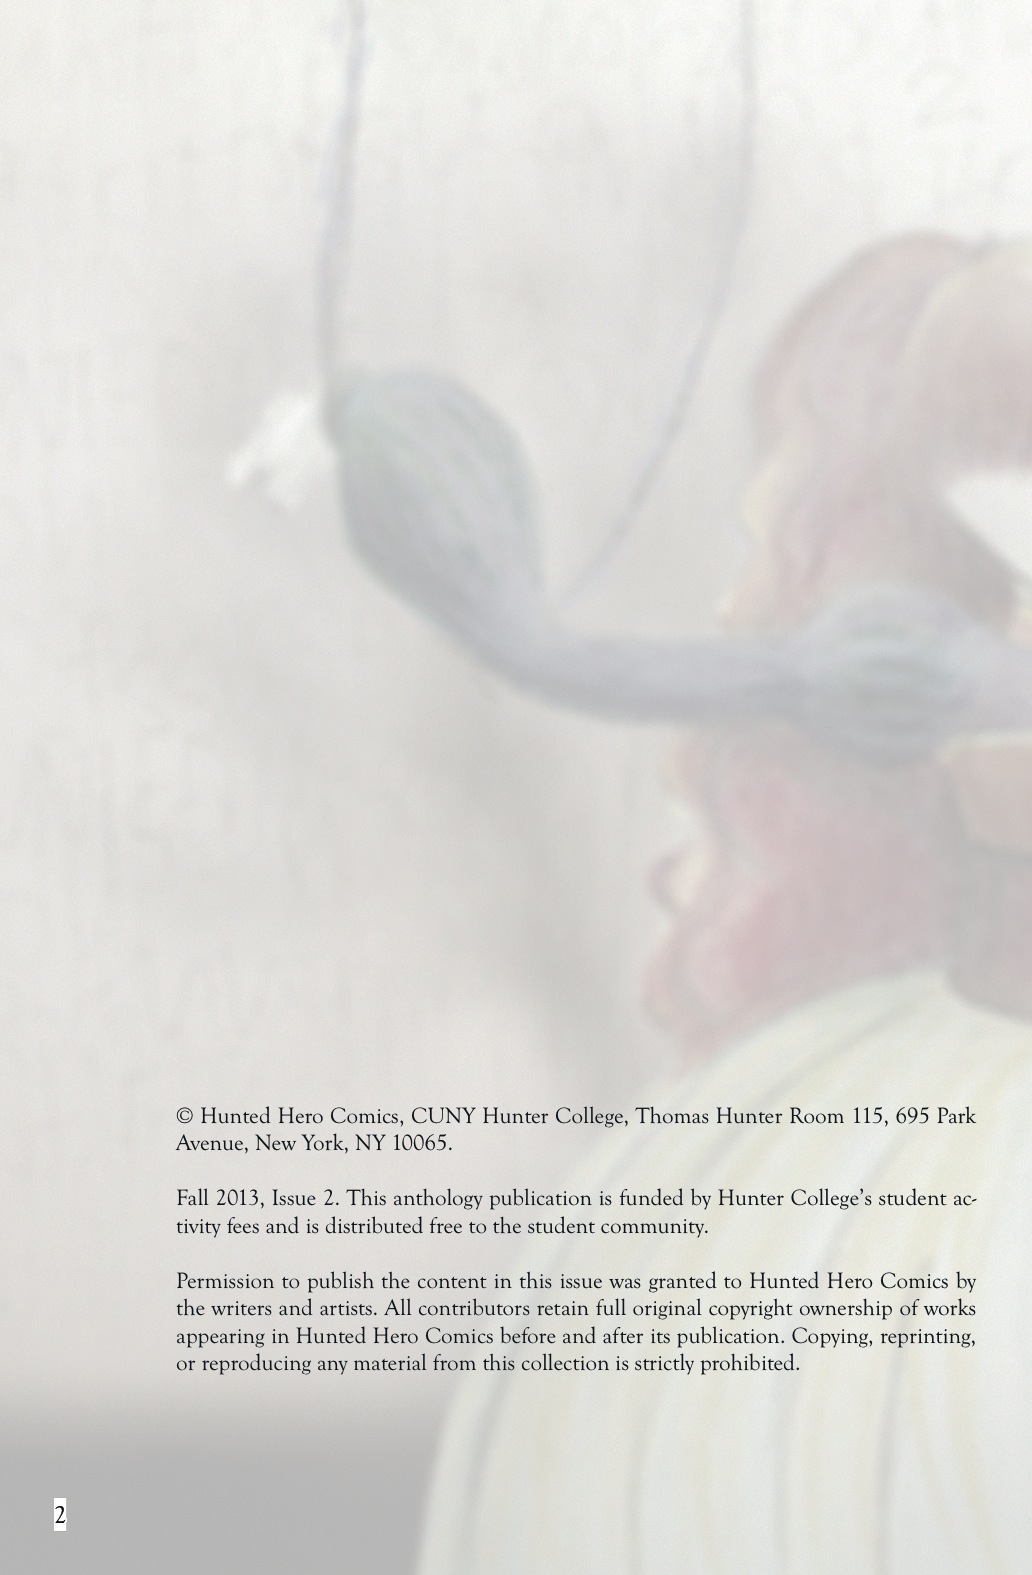 © Hunted Hero Comics, CUNY Hunter College, Thomas Hunter Room 115, 695 Park
Avenue, New York, NY 10065.
Fall 2013, Issue 2. This anthology publication is funded by Hunter College's student ac-
tivity fees and is distributed free to the student community.
Permission to publish the content in this issue was granted to Hunted Hero Comics by
the writers and artists. All contributors retain full original copyright ownership of works
appearing in Hunted Hero Comics before and after its publication. Copying, reprinting,
or reproducing any material from this collection is strictly prohibited.
2